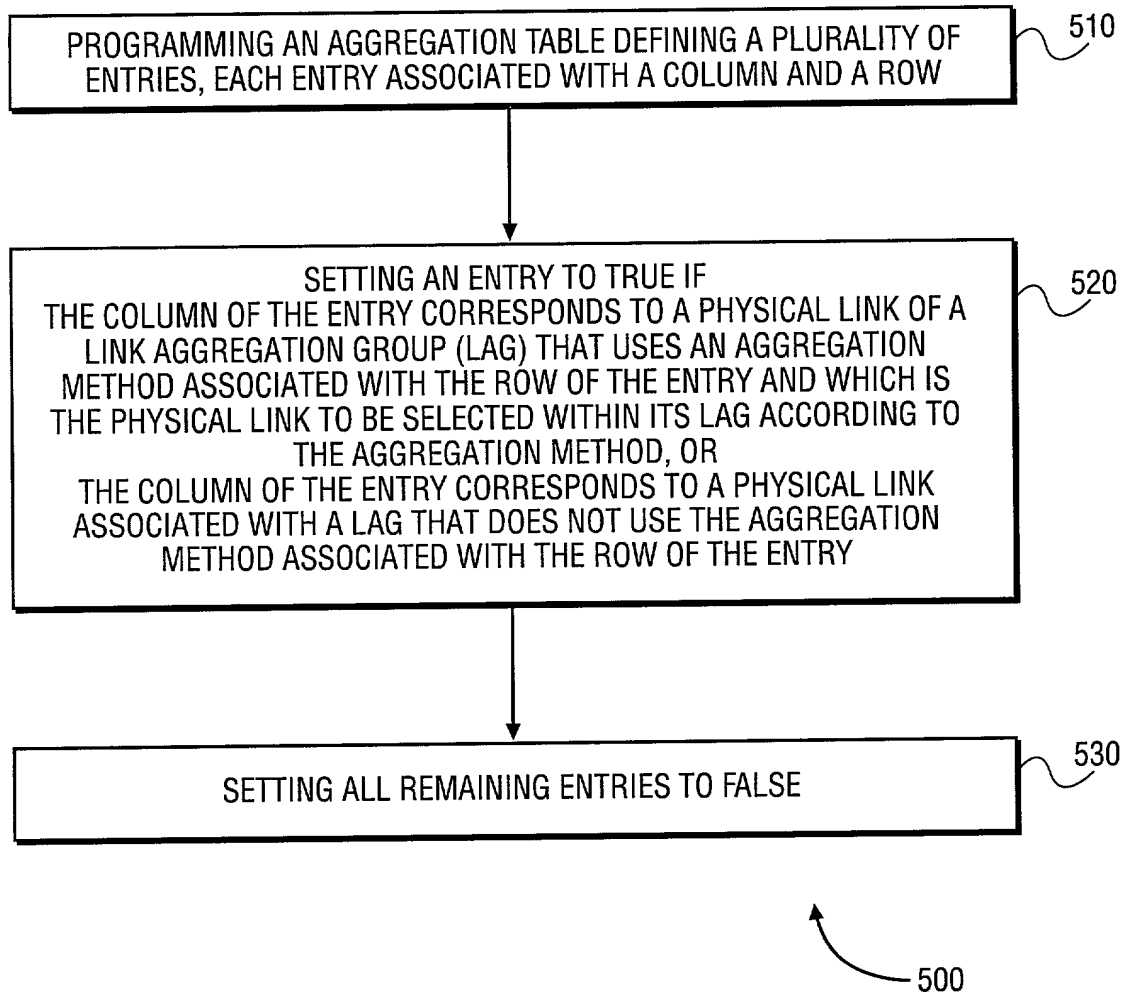 PROGRAMMING AN AGGREGATION TABLE DEFINING A PLURALITY OF
ENTRIES, EACH ENTRY ASSOCIATED WITH A COLUMN AND A ROW
510
SETTING AN ENTRY TO TRUE IF
THE COLUMN OF THE ENTRY CORRESPONDS TO A PHYSICAL LINK OF A
LINK AGGREGATION GROUP (LAG) THAT USES AN AGGREGATION
METHOD ASSOCIATED WITH THE ROW OF THE ENTRY AND WHICH IS
THE PHYSICAL LINK TO BE SELECTED WITHIN ITS LAG ACCORDING TO
THE AGGREGATION METHOD, OR
THE COLUMN OF THE ENTRY CORRESPONDS TO A PHYSICAL LINK
ASSOCIATED WITH A LAG THAT DOES NOT USE THE AGGREGATION
METHOD ASSOCIATED WITH THE ROW OF THE ENTRY
520
SETTING ALL REMAINING ENTRIES TO FALSE
530
500